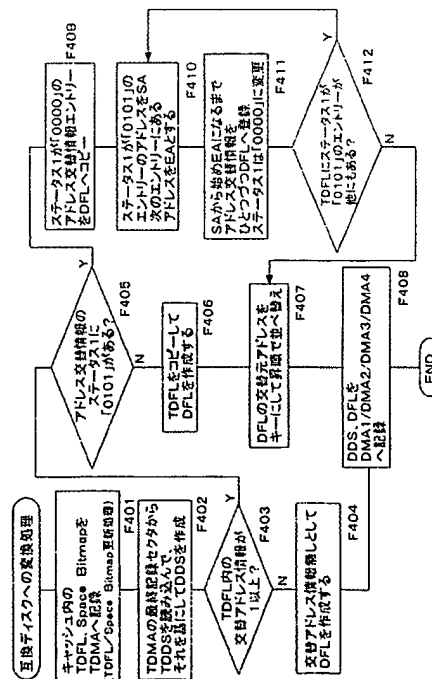 互換ディスクへの変換処理
キャッシュ内の
TDFL、Space Bitmapを
TDMAへ記録
(TDFL/Space Bitmap更新処理)
F401
TDMAの最終記録セクタから
TDDSを読み込んで、
それを基にしてDDSを作成
F402
TDFL内の
交替アドレス情報が
1以上?
F403
Y
N
交替アドレス情報無しとして
DFLを作成する
F404
アドレス交替情報の
ステータス1に
「0101」がある?
F405
Y
N
TDFLをコピーして
DFLを作成する
F406
DFLの交替元アドレスを
キーにして昇順で並べ替え
F407
DDS、DFLを
DMA1/DMA2/DMA3/DMA4
へ記録
F408
END
ステータス1が「0000」の
アドレス交替情報エントリー
をDFLへコピー
F409
ステータス1が「0101」の
エントリーのアドレスをSA
次のエントリーにある
アドレスをEAとする
F410
SAから始めEAになるまで
アドレス交替情報を
ひとつづつDFLへ登録
ステータス1は「0000」に変更
F411
TDFLにステータス1が
「0101」のエントリーが
他にもある?
F412
Y
N